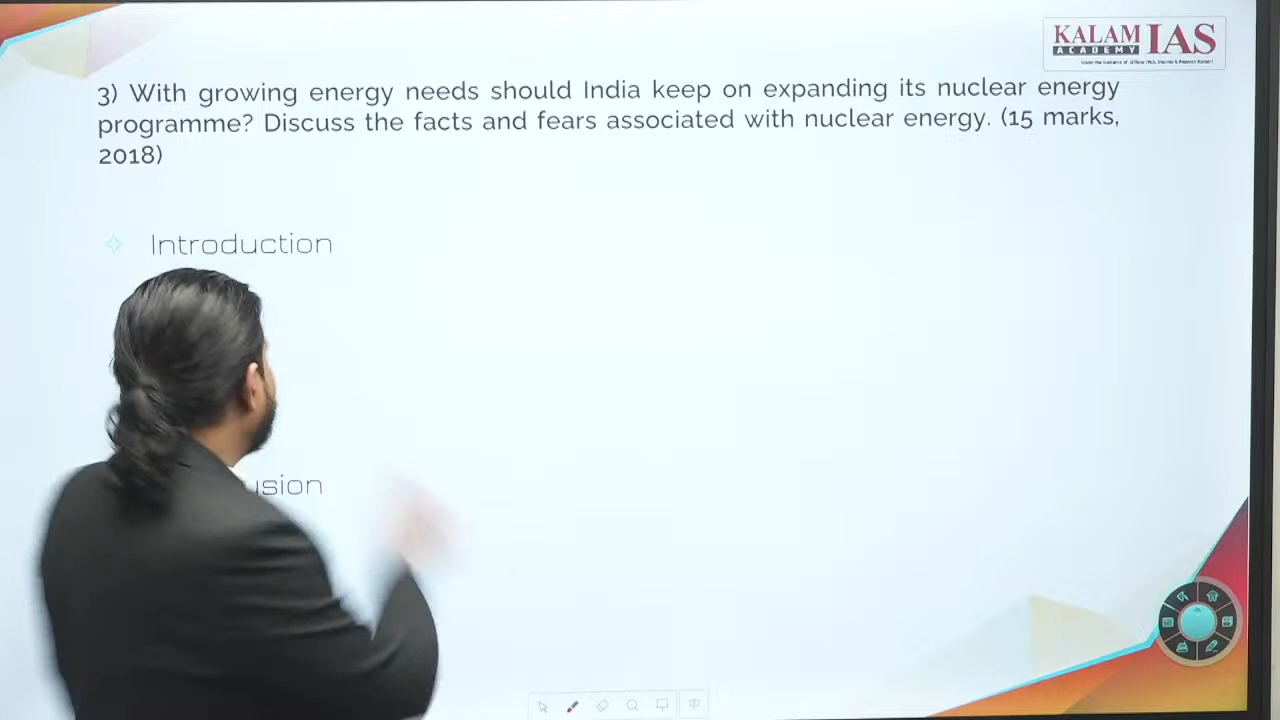 KALAM IAS
ACADEMY
3) With growing energy needs should India keep on expanding its nuclear energy
programme? Discuss the facts and fears associated with nuclear energy. (15 marks,
2018)
Introduction
usion